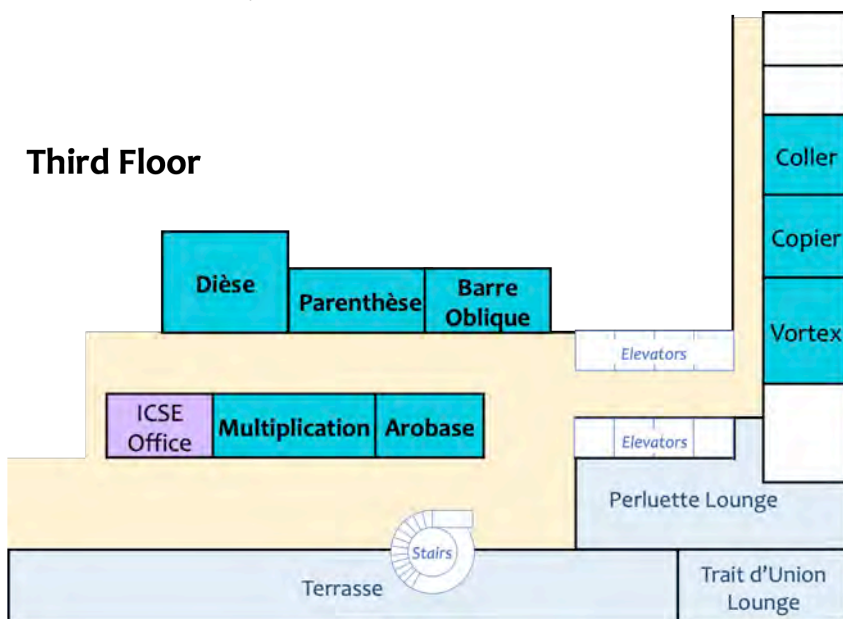 Third Floor
Coller
Copier
Vortex
Dièse
Parenthèse
Barre
Oblique
Elevators
ICSE
Office
Multiplication
Arobase
Elevators
Perluette Lounge
Stairs
Terrasse
Trait d'Union
Lounge